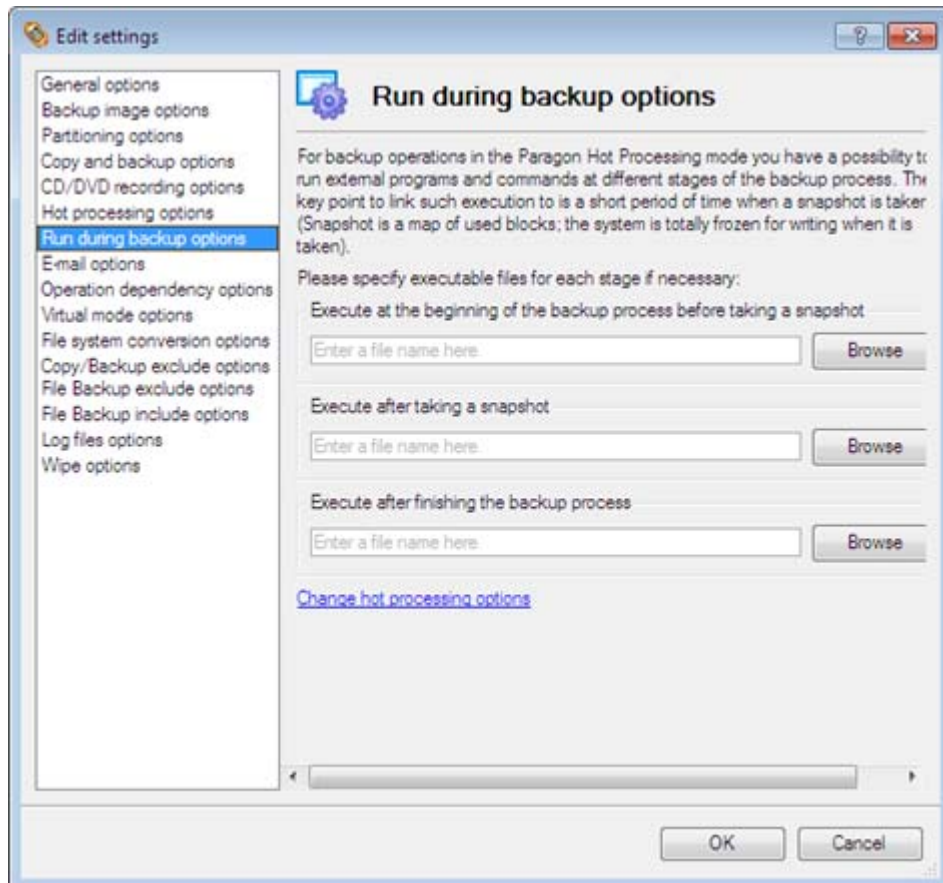 Edit settings
General options
Backup image options
Partitioning options
Copy and backup options
CD/DVD recording options
Hot processing options
Run during backup options
E-mail options
Operation dependency options
Virtual mode options
File system conversion options
Copy/Backup exclude options
File Backup exclude options
File Backup include options
Log files options
Wipe options
Run during backup options
For backup operations in the Paragon Hot Processing mode you have a possibility to
run external programs and commands at different stages of the backup process. The
key point to link such execution to is a short period of time when a snapshot is taken
(Snapshot is a map of used blocks; the system is totally frozen for writing when it is
taken).
Please specify executable files for each stage if necessary:
Execute at the beginning of the backup process before taking a snapshot
Enter a file name here.
Browse
Execute after taking a snapshot
Enter a file name here.
Browse
Execute after finishing the backup process
Enter a file name here.
Browse
Change hot processing options
OK
Cancel